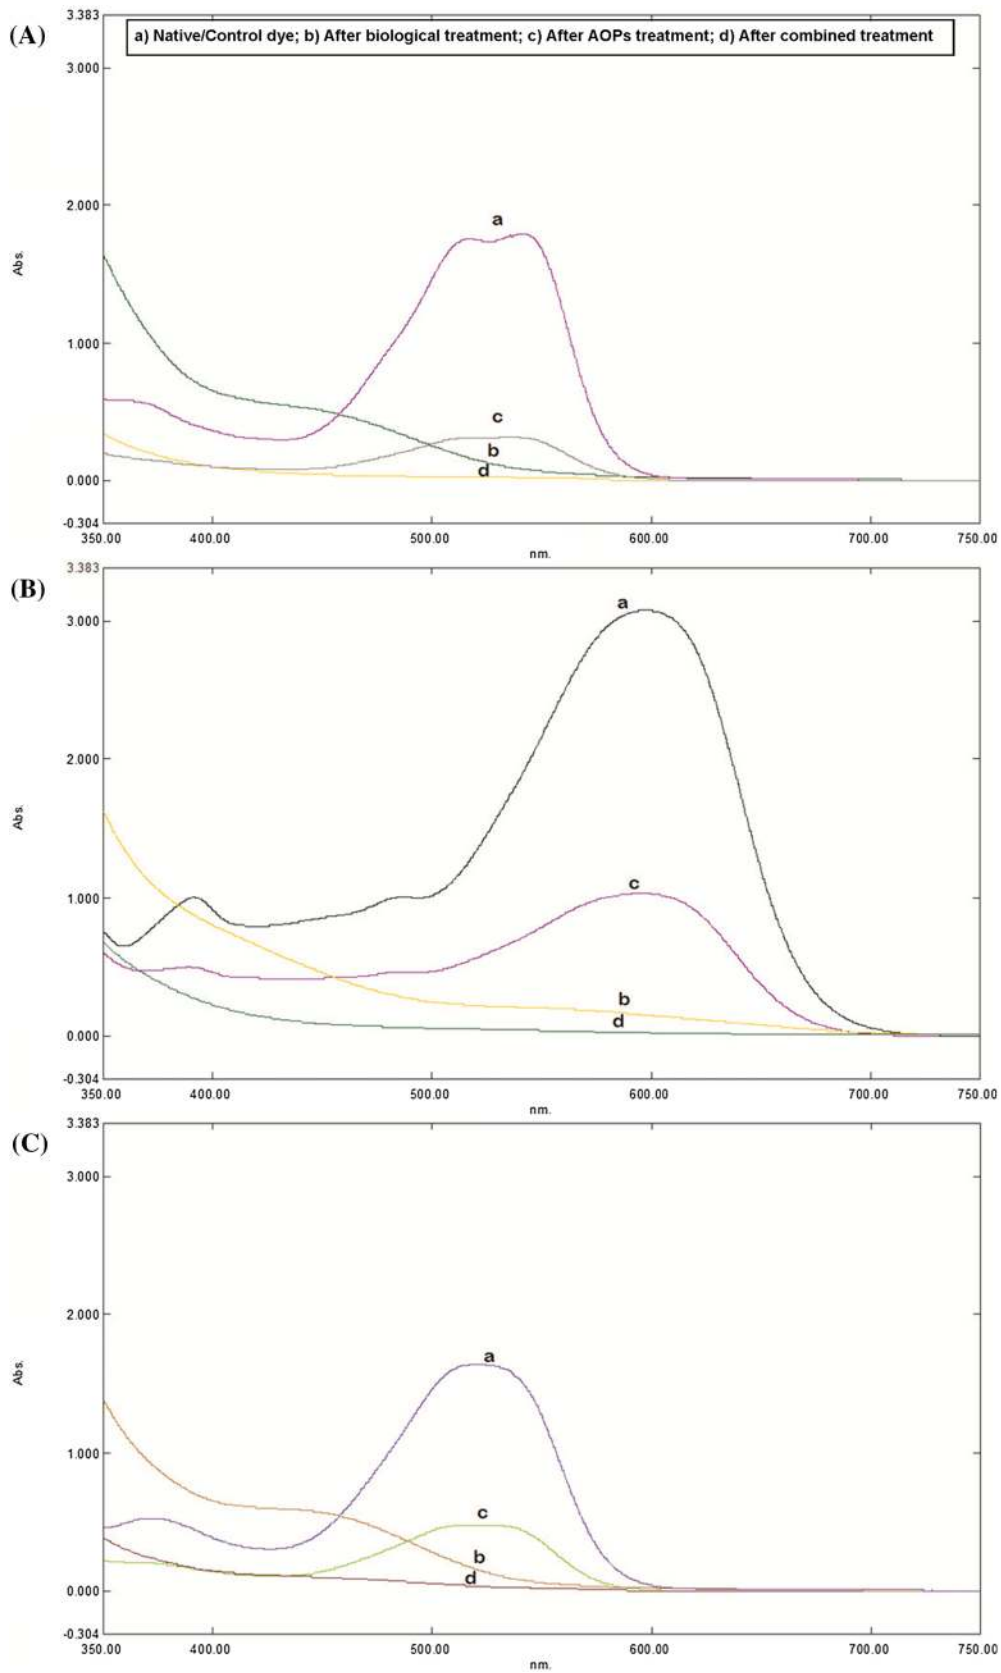 (A)
3.383
a) Native/Control dye; b) After biological treatment; c) After AOPs treatment; d) After combined treatment
3.000
2.000
a
Abs.
1.000
c
b
d
0.000
-0.304
350.00 400.00 500.00 600.00 700.00 750.00
nm.
(B)
3.383
a
3.000
2.000
Abs.
c
1.000
b
d
0.000
-0.304
350.00 400.00 500.00 600.00 700.00 750.00
nm.
(C)
3.383
3.000
2.000
a
Abs.
1.000
c
b
d
0.000
-0.304
350.00 400.00 500.00 600.00 700.00 750.00
nm.